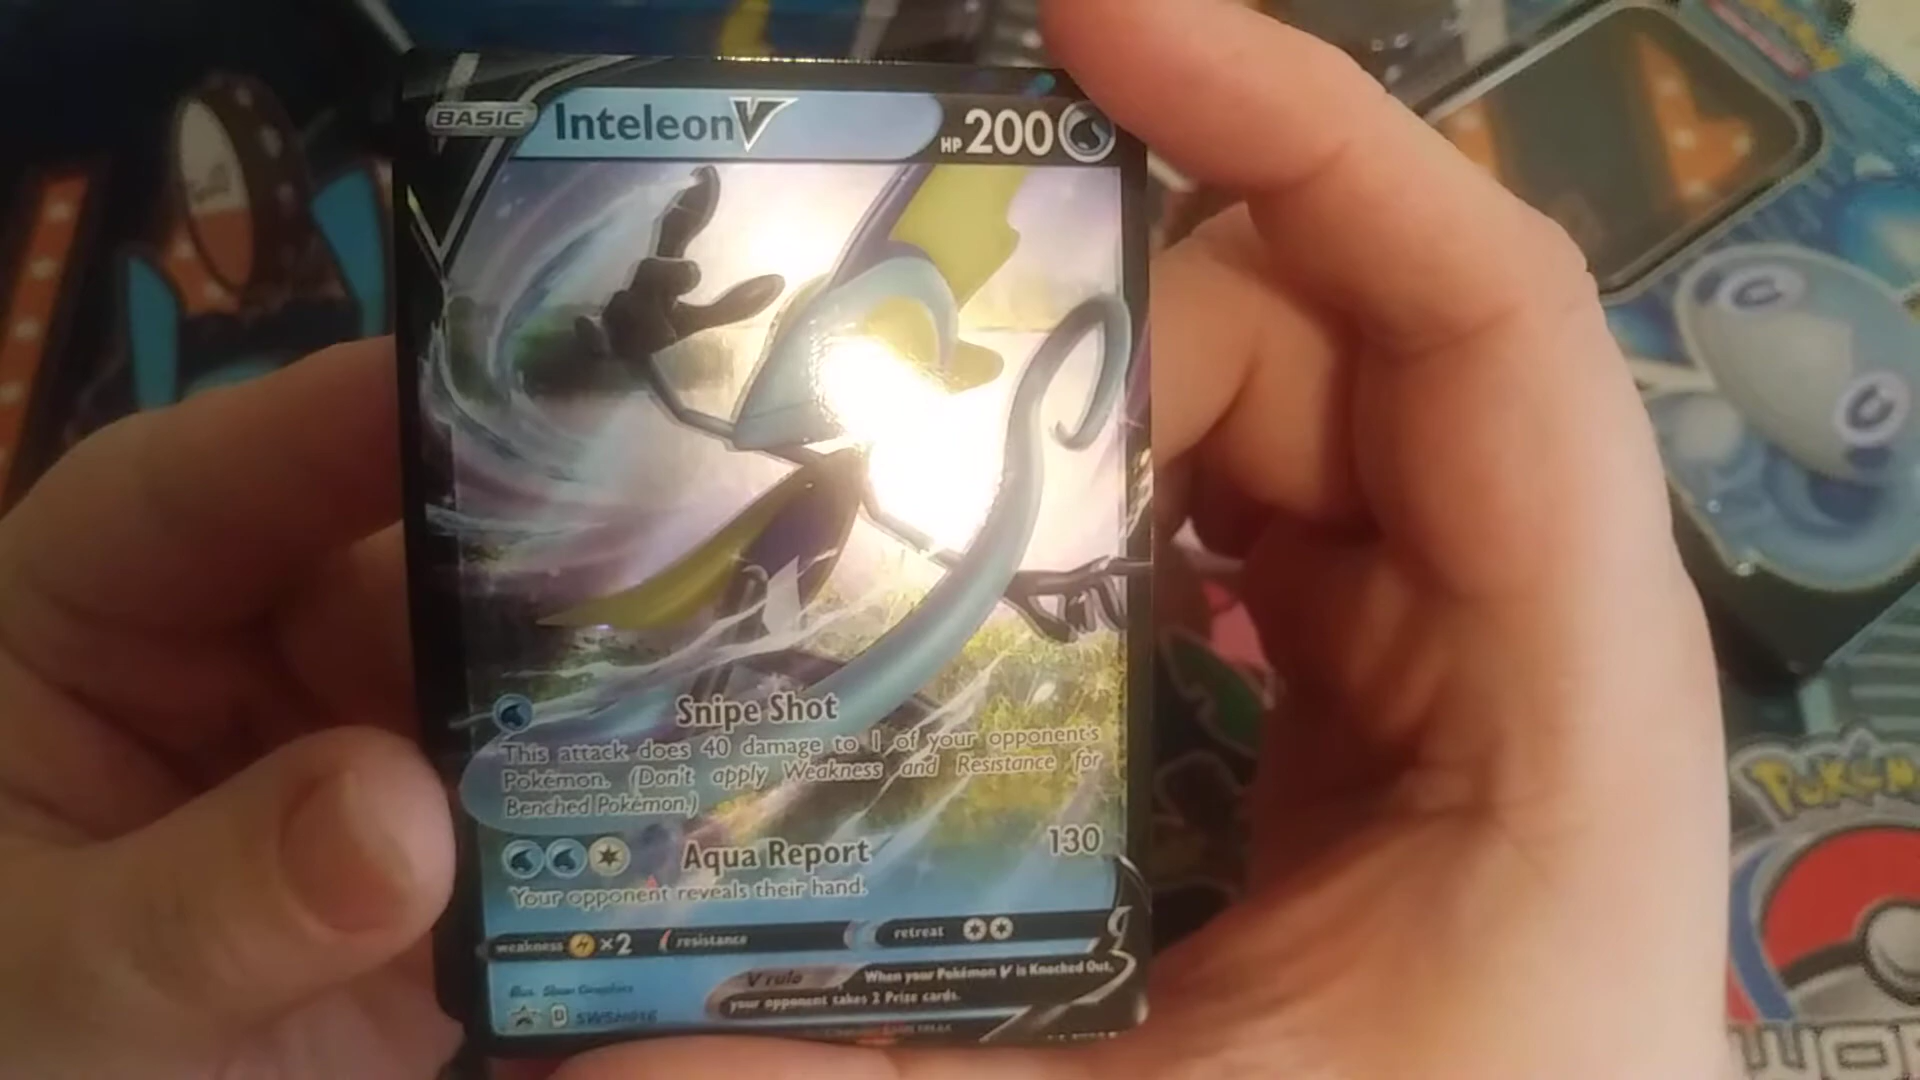 BASIC Inteleon V HP 200
Snipe Shot
This attack does 40 damage to 1 of your opponent's
Pokémon. (Don't apply Weakness and Resistance for
Benched Pokémon.)
Aqua Report 130
Your opponent reveals their hand.
weakness ×2 resistance retreat
V rule When your Pokémon V is Knocked Out,
your opponent takes 2 Prize cards.
D SWSH016